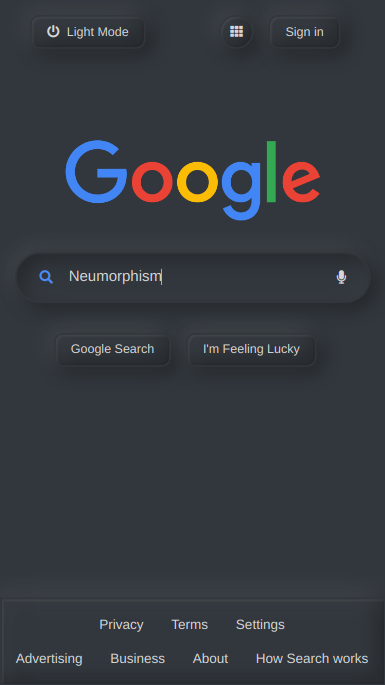 Light Mode Sign in
Google
Neumorphism
Google Search I'm Feeling Lucky
Privacy Terms Settings
Advertising Business About How Search works